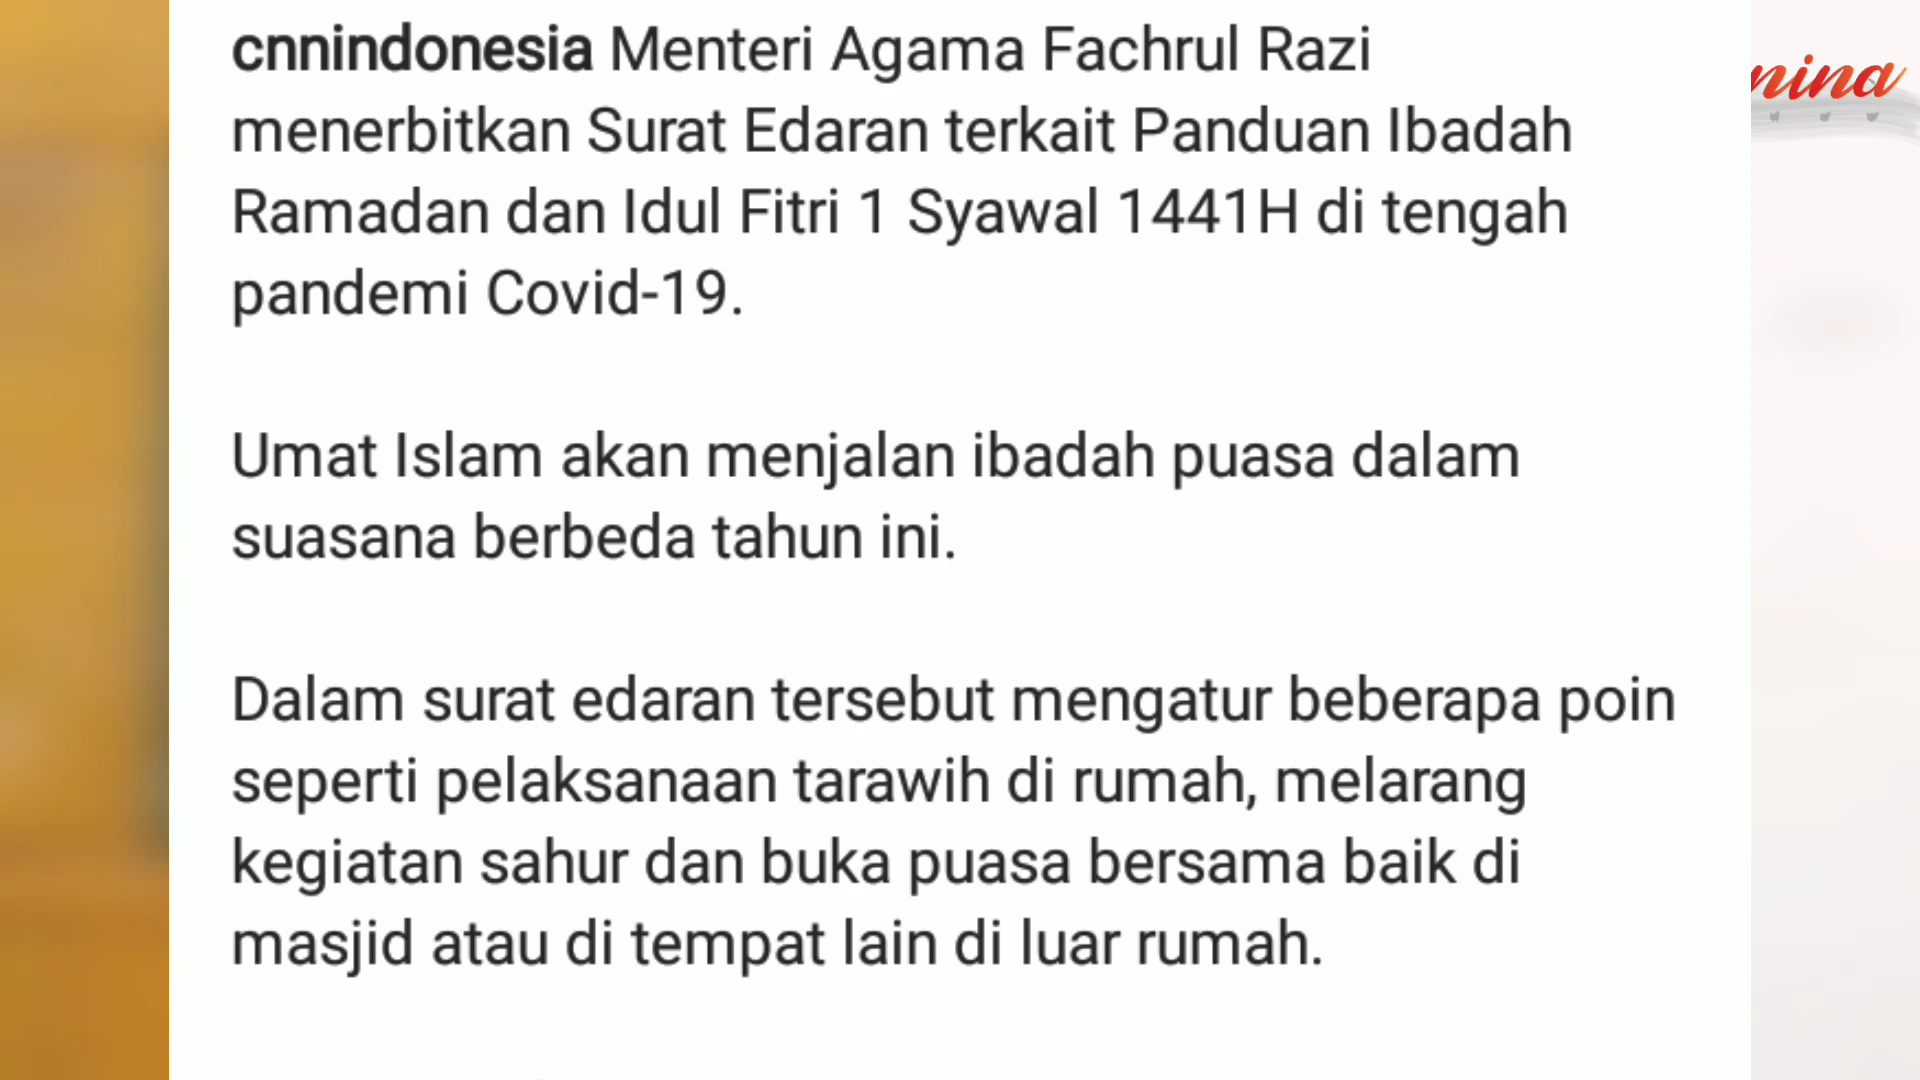 cnnindonesia Menteri Agama Fachrul Razi
menerbitkan Surat Edaran terkait Panduan Ibadah
Ramadan dan Idul Fitri 1 Syawal 1441H di tengah
pandemi Covid-19.
Umat Islam akan menjalan ibadah puasa dalam
suasana berbeda tahun ini.
Dalam surat edaran tersebut mengatur beberapa poin
seperti pelaksanaan tarawih di rumah, melarang
kegiatan sahur dan buka puasa bersama baik di
masjid atau di tempat lain di luar rumah.